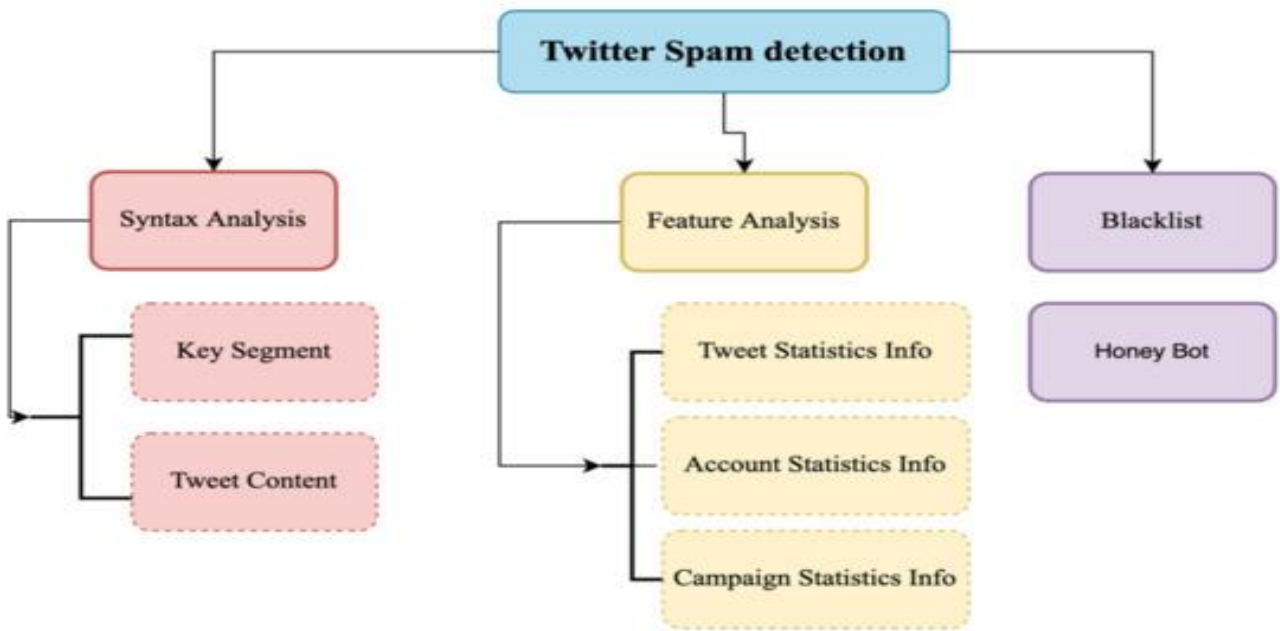 Twitter Spam detection
Syntax Analysis
Feature Analysis
Blacklist
Key Segment
Tweet Statistics Info
Honey Bot
Tweet Content
Account Statistics Info
Campaign Statistics Info